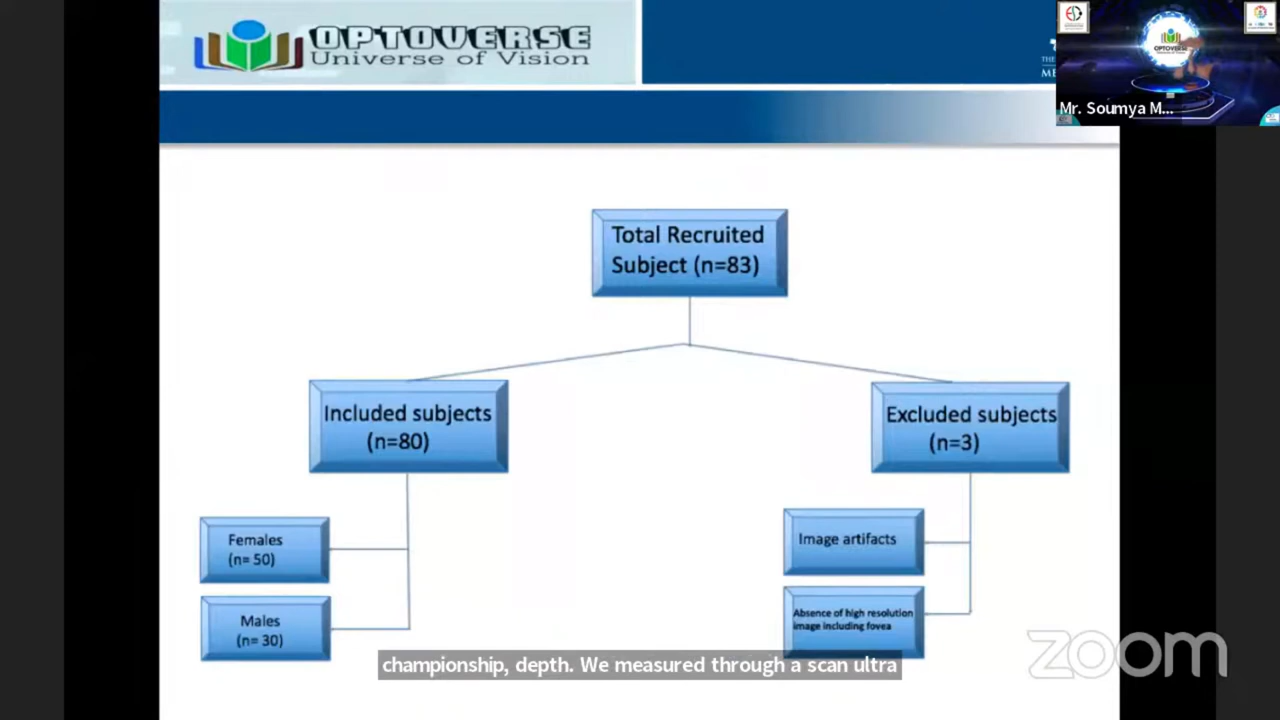 OPTOVERSE
Universe of Vision
Mr. Soumya M...
Total Recruited
Subject (n=83)
Included subjects
(n=80)
Excluded subjects
(n=3)
Females
(n= 50)
Males
(n= 30)
Image artifacts
Absence of high resolution
image including fovea
championship, depth. We measured through a scan ultra
zoom